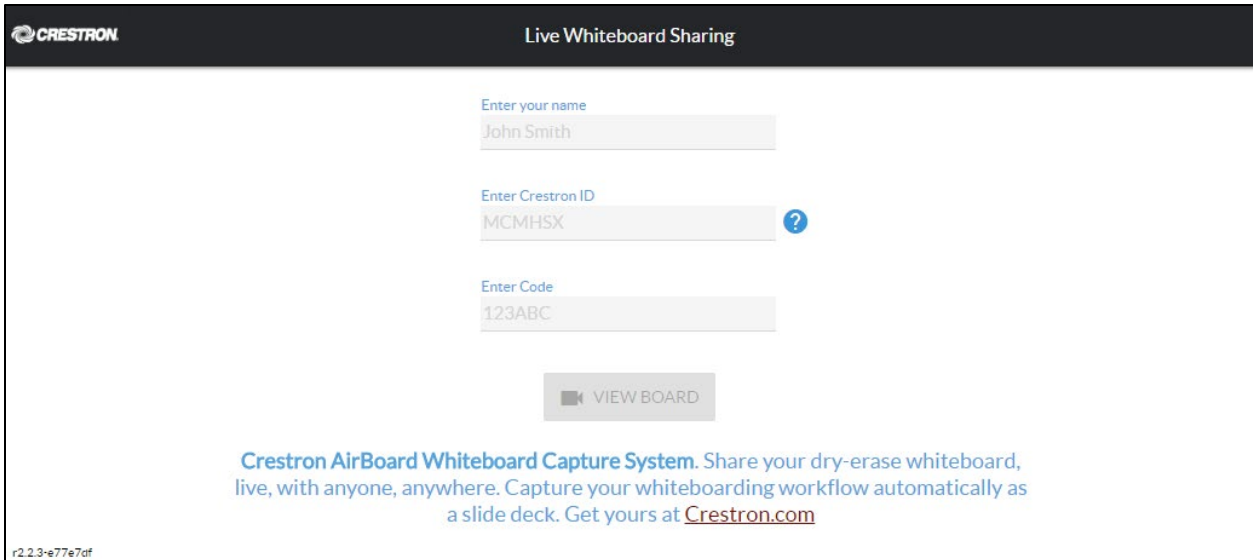 CRESTRON
Live Whiteboard Sharing
Enter your name
John Smith
Enter Crestron ID
MCMHSX
?
Enter Code
123ABC
VIEW BOARD
Crestron AirBoard Whiteboard Capture System. Share your dry-erase whiteboard,
live, with anyone, anywhere. Capture your whiteboarding workflow automatically as
a slide deck. Get yours at Crestron.com
r2.2.3-e77e7df